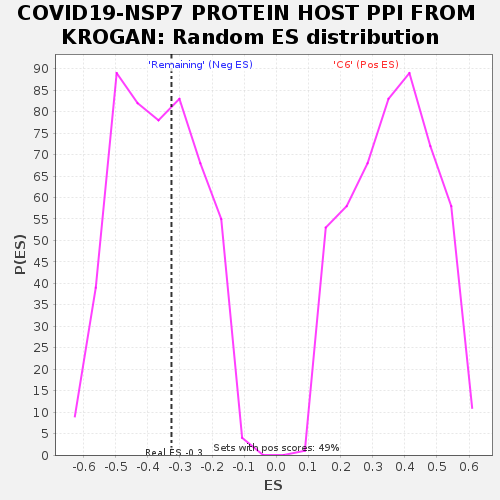 COVID19-NSP7 PROTEIN HOST PPI FROM
KROGAN: Random ES distribution
'Remaining' (Neg ES)
'C6' (Pos ES)
90
85
80
75
70
65
60
55
50
45
40
35
30
25
20
15
10
5
0
P(ES)
Real ES -0.3
Sets with pos scores: 49%
-0.6 -0.5 -0.4 -0.3 -0.2 -0.1 0.0 0.1 0.2 0.3 0.4 0.5 0.6
ES